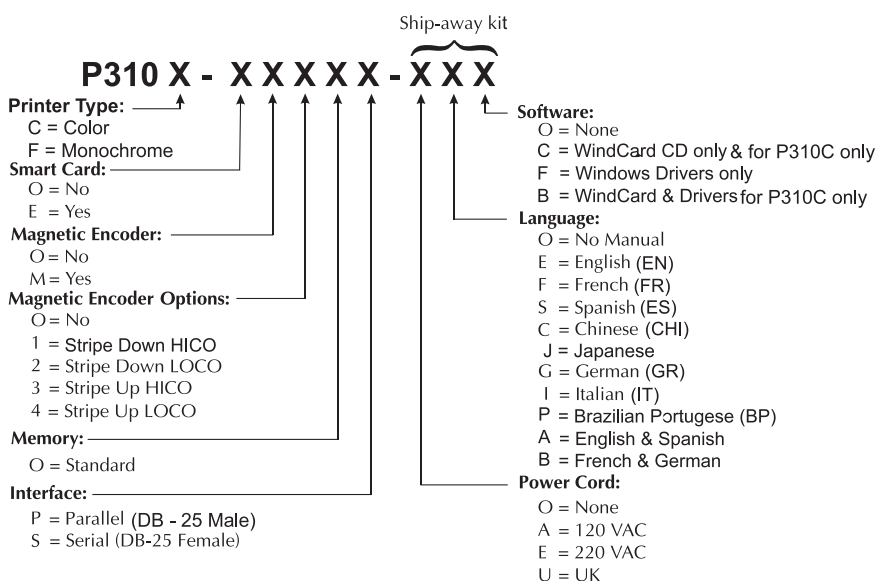 Ship-away kit
P310 X - X X X X X - X X X
Printer Type:
C = Color
F = Monochrome
Smart Card:
O = No
E = Yes
Magnetic Encoder:
O = No
M = Yes
Magnetic Encoder Options:
O = No
1 = Stripe Down HICO
2 = Stripe Down LOCO
3 = Stripe Up HICO
4 = Stripe Up LOCO
Memory:
O = Standard
Interface:
P = Parallel (DB - 25 Male)
S = Serial (DB-25 Female)
Software:
O = None
C = WindCard CD only & for P310C only
F = Windows Drivers only
B = WindCard & Drivers for P310C only
Language:
O = No Manual
E = English (EN)
F = French (FR)
S = Spanish (ES)
C = Chinese (CHI)
J = Japanese
G = German (GR)
I = Italian (IT)
P = Brazilian Portugese (BP)
A = English & Spanish
B = French & German
Power Cord:
O = None
A = 120 VAC
E = 220 VAC
U = UK